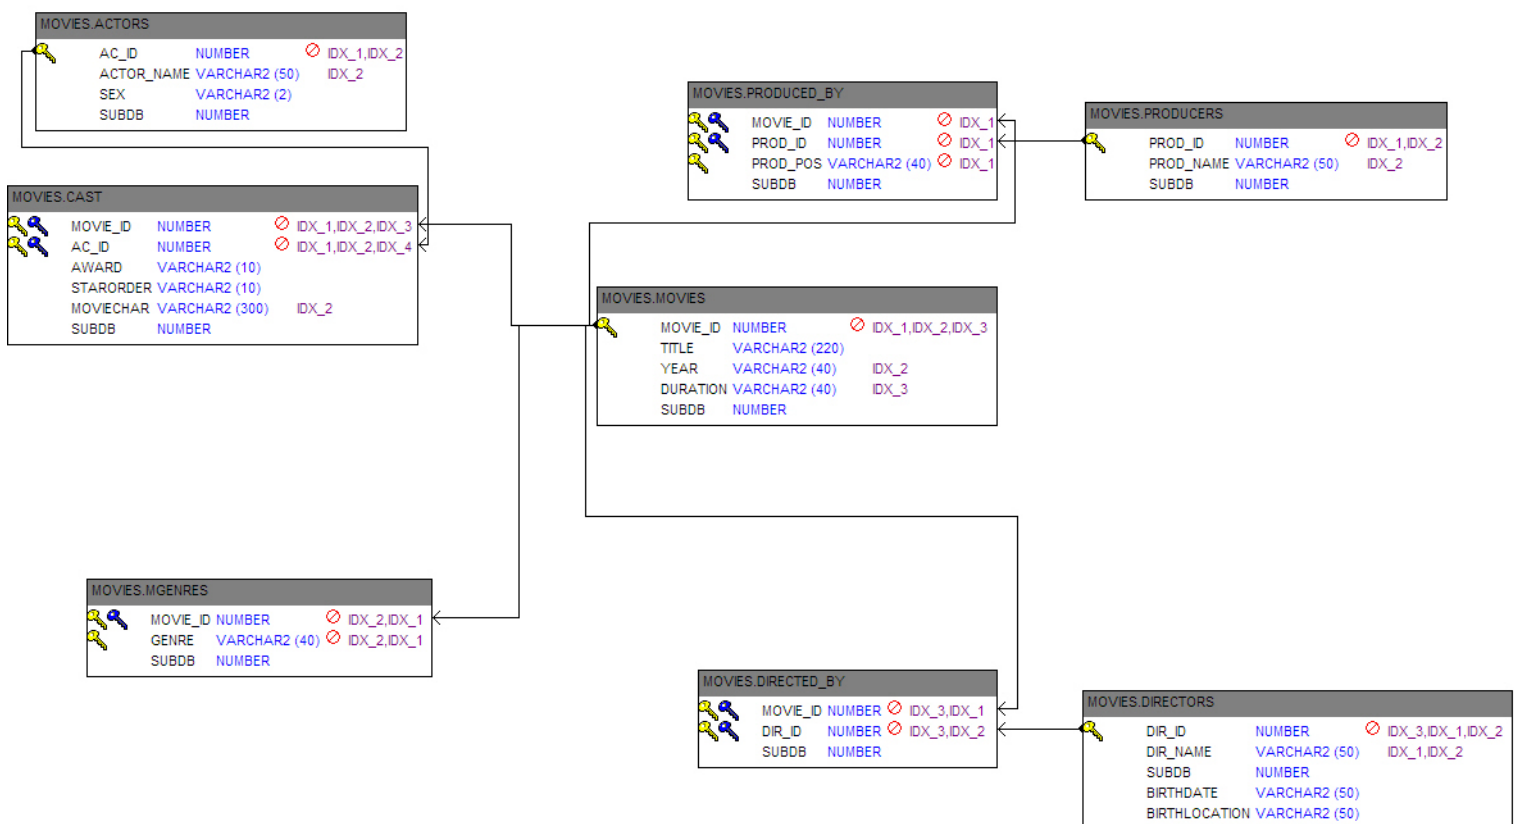 MOVIES.ACTORS
AC_ID NUMBER IDX_1,IDX_2
ACTOR_NAME VARCHAR2 (50) IDX_2
SEX VARCHAR2 (2)
SUBDB NUMBER
MOVIES.PRODUCED_BY
MOVIE_ID NUMBER IDX_1
PROD_ID NUMBER IDX_1
PROD_POS VARCHAR2 (40) IDX_1
SUBDB NUMBER
MOVIES.PRODUCERS
PROD_ID NUMBER IDX_1,IDX_2
PROD_NAME VARCHAR2 (50) IDX_2
SUBDB NUMBER
MOVIES.CAST
MOVIE_ID NUMBER IDX_1,IDX_2,IDX_3
AC_ID NUMBER IDX_1,IDX_2,IDX_4
AWARD VARCHAR2 (10)
STARORDER VARCHAR2 (10)
MOVIECHAR VARCHAR2 (300) IDX_2
SUBDB NUMBER
MOVIES.MOVIES
MOVIE_ID NUMBER IDX_1,IDX_2,IDX_3
TITLE VARCHAR2 (220)
YEAR VARCHAR2 (40) IDX_2
DURATION VARCHAR2 (40) IDX_3
SUBDB NUMBER
MOVIES.MGENRES
MOVIE_ID NUMBER IDX_2,IDX_1
GENRE VARCHAR2 (40) IDX_2,IDX_1
SUBDB NUMBER
MOVIES.DIRECTED_BY
MOVIE_ID NUMBER IDX_3,IDX_1
DIR_ID NUMBER IDX_3,IDX_2
SUBDB NUMBER
MOVIES.DIRECTORS
DIR_ID NUMBER IDX_3,IDX_1,IDX_2
DIR_NAME VARCHAR2 (50) IDX_1,IDX_2
SUBDB NUMBER
BIRTHDATE VARCHAR2 (50)
BIRTHLOCATION VARCHAR2 (50)